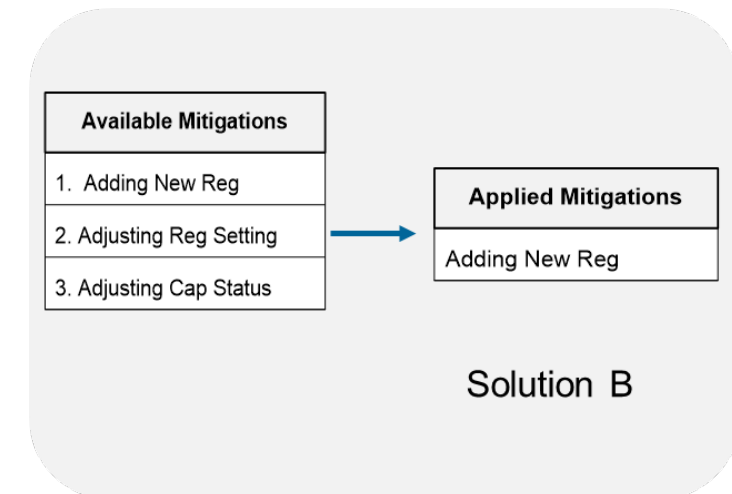 Available Mitigations
1. Adding New Reg
2. Adjusting Reg Setting
3. Adjusting Cap Status
Applied Mitigations
Adding New Reg
Solution B